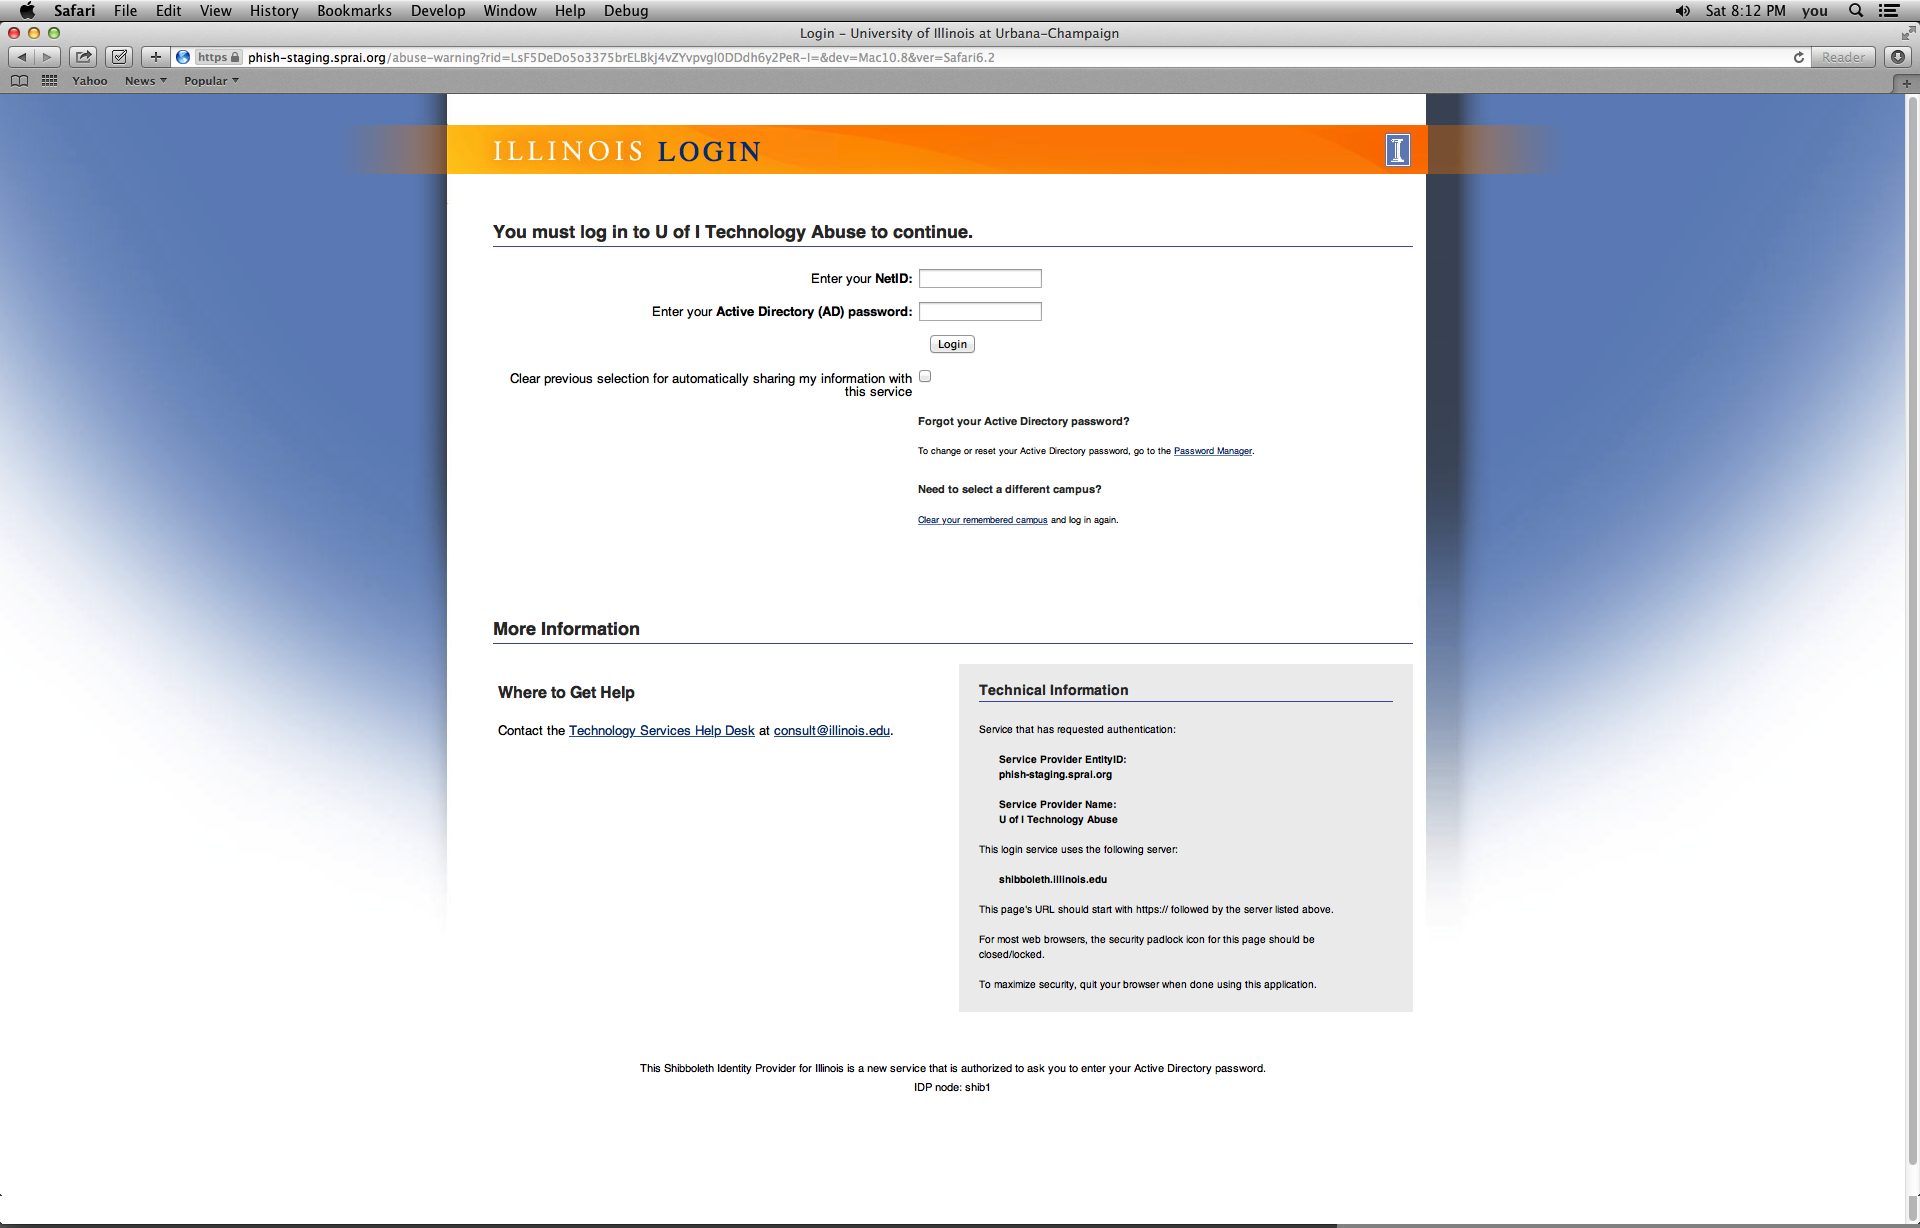 Safari File Edit View History Bookmarks Develop Window Help Debug Sat 8:12 PM you
Login – University of Illinois at Urbana-Champaign
https phish-staging.sprai.org/abuse-warning?rid=LsF5DeDo5o3375brELBkj4vZYvpvgl0DDdh6y2PeR-I=&dev=Mac10.8&ver=Safari6.2 Reader
Yahoo News Popular
ILLINOIS LOGIN I
You must log in to U of I Technology Abuse to continue.
Enter your NetID:
Enter your Active Directory (AD) password:
Login
Clear previous selection for automatically sharing my information with
this service
Forgot your Active Directory password?
To change or reset your Active Directory password, go to the Password Manager.
Need to select a different campus?
Clear your remembered campus and log in again.
More Information
Where to Get Help
Contact the Technology Services Help Desk at consult@illinois.edu.
Technical Information
Service that has requested authentication:
Service Provider EntityID:
phish-staging.sprai.org
Service Provider Name:
U of I Technology Abuse
This login service uses the following server:
shibboleth.illinois.edu
This page's URL should start with https:// followed by the server listed above.
For most web browsers, the security padlock icon for this page should be
closed/locked.
To maximize security, quit your browser when done using this application.
This Shibboleth Identity Provider for Illinois is a new service that is authorized to ask you to enter your Active Directory password.
IDP node: shib1